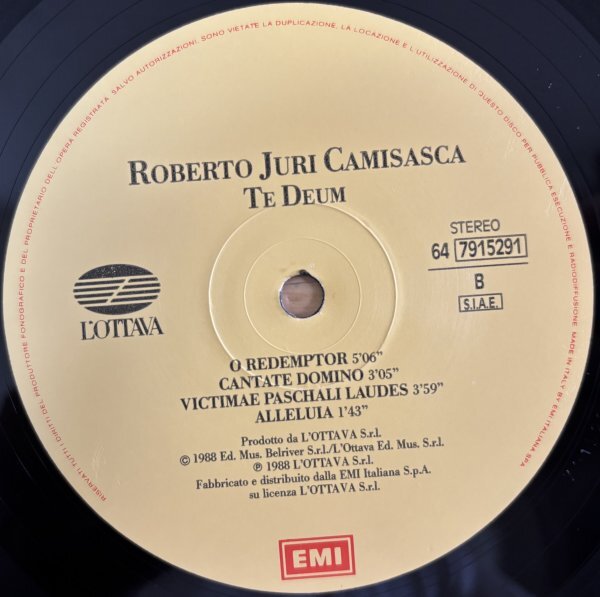 RISERVATI TUTTI I DIRITTI DEL PRODUTTORE FONOGRAFICO E DEL PROPRIETARIO DELL'OPERA REGISTRATA. SALVO AUTORIZZAZIONI, SONO VIETATE LA DUPLICAZIONE, LA LOCAZIONE E L'UTILIZZAZIONE DI QUESTO DISCO PER PUBBLICA ESECUZIONE E RADIODIFFUSIONE. MADE IN ITALY BY EMI ITALIANA SPA
ROBERTO JURI CAMISASCA
TE DEUM
STEREO
64 7915291
B
S.I.A.E.
L'OTTAVA
O REDEMPTOR 5'06"
CANTATE DOMINO 3'05"
VICTIMAE PASCHALI LAUDES 3'59"
ALLELUIA 1'43"
Prodotto da L'OTTAVA S.r.l.
© 1988 Ed. Mus. Belriver S.r.l./L'Ottava Ed. Mus. S.r.l.
℗ 1988 L'OTTAVA S.r.l.
Fabbricato e distribuito dalla EMI Italiana S.p.A.
su licenza L'OTTAVA S.r.l.
EMI